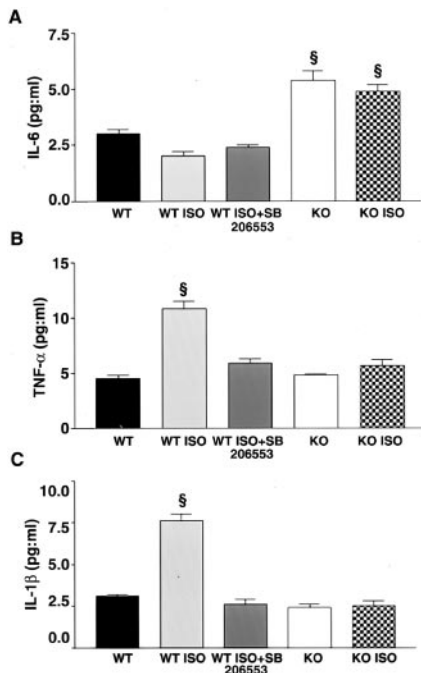 A
IL-6 (pg:ml)
7.5
5.0
2.5
0.0
§
§
WT
WT ISO
WT ISO+SB
206553
KO
KO ISO
B
TNF-α (pg:ml)
15
10
5
0
§
WT
WT ISO
WT ISO+SB
206553
KO
KO ISO
C
IL-1β (pg:ml)
10.0
7.5
2.5
0.0
§
WT
WT ISO
WT ISO+SB
206553
KO
KO ISO